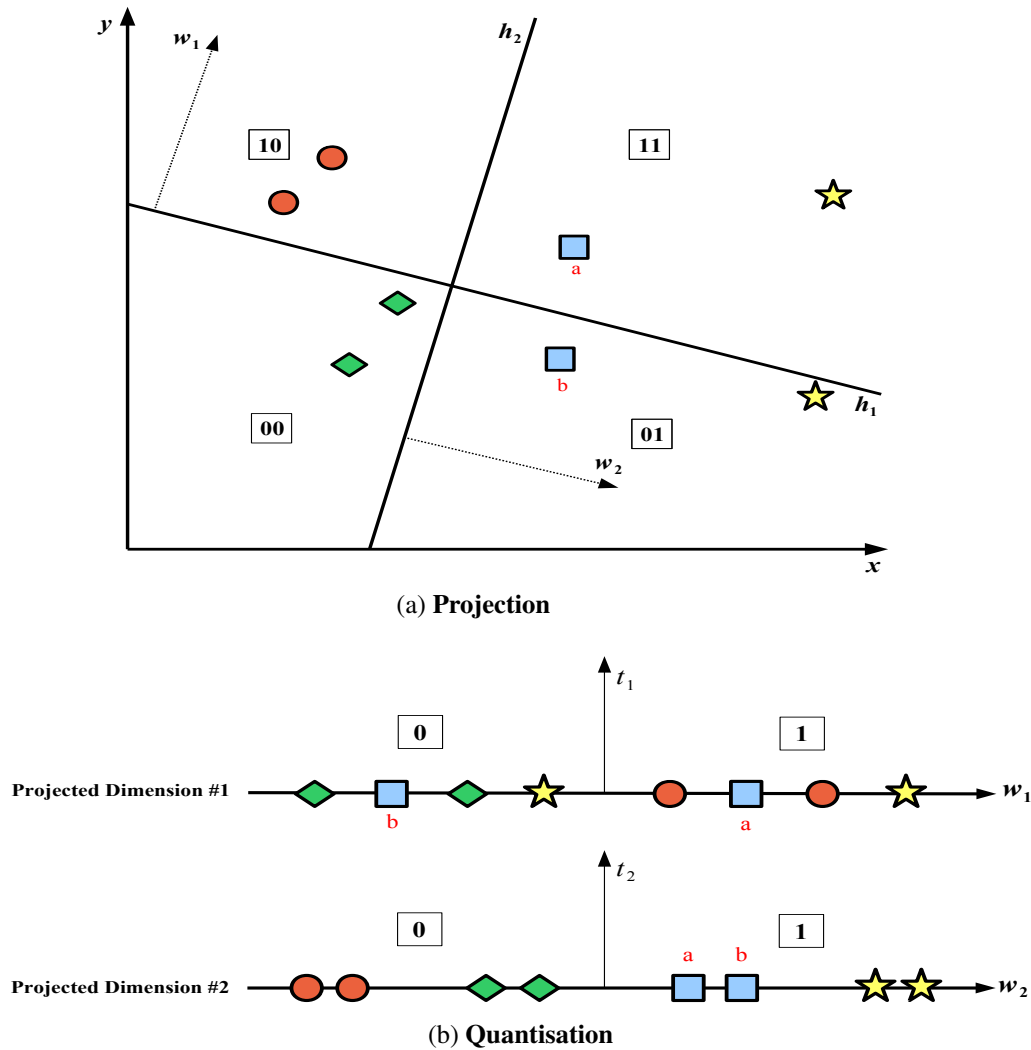 y
w1
h2
10
11
a
b
h1
00
01
w2
x
(a) Projection
t1
0
1
Projected Dimension #1
w1
b
a
t2
0
1
a
b
Projected Dimension #2
w2
(b) Quantisation